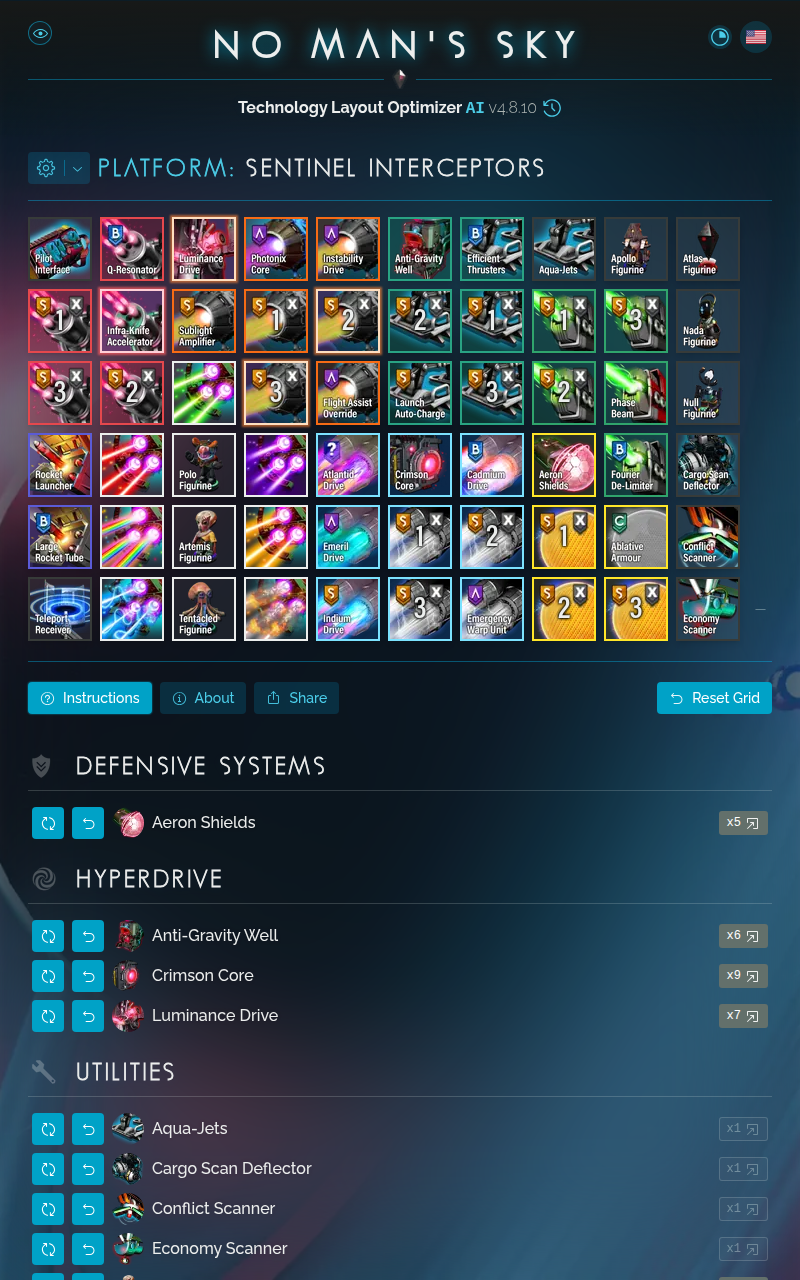 NO MAN'S SKY
Technology Layout Optimizer AI v4.8.10
PLATFORM: SENTINEL INTERCEPTORS
Pilot Interface
B Q-Resonator
Luminance Drive
Λ Photonix Core
Λ Instability Drive
Anti-Gravity Well
B Efficient Thrusters
Aqua-Jets
Apollo Figurine
Atlas Figurine
S X 1
X Infra-Knife Accelerator
S Sublight Amplifier
S X 1
S X 2
S X 2
S X 1
S X 1
S X 3
Nada Figurine
S X 3
S X 2
S X 3
Λ Flight Assist Override
S Launch Auto-Charge
S X 3
S X 2
Phase Beam
Null Figurine
Rocket Launcher
Polo Figurine
? Atlantid Drive
Crimson Core
B Cadmium Drive
Aeron Shields
B Fourier De-Limiter
Cargo Scan Deflector
B Large Rocket Tube
Artemis Figurine
Λ Emeril Drive
S X 1
S X 2
S X 1
C Ablative Armour
Conflict Scanner
Teleport Receiver
Tentacled Figurine
S Indium Drive
S X 3
Λ Emergency Warp Unit
S X 2
S X 3
Economy Scanner
Instructions About Share Reset Grid
DEFENSIVE SYSTEMS
Aeron Shields x5
HYPERDRIVE
Anti-Gravity Well x6
Crimson Core x9
Luminance Drive x7
UTILITIES
Aqua-Jets x1
Cargo Scan Deflector x1
Conflict Scanner x1
Economy Scanner x1